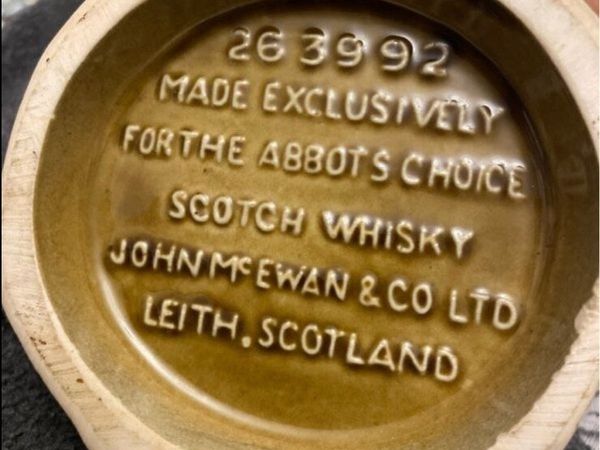 263992
MADE EXCLUSIVELY
FOR THE ABBOTS CHOICE
SCOTCH WHISKY
JOHN McEWAN & CO LTD
LEITH. SCOTLAND